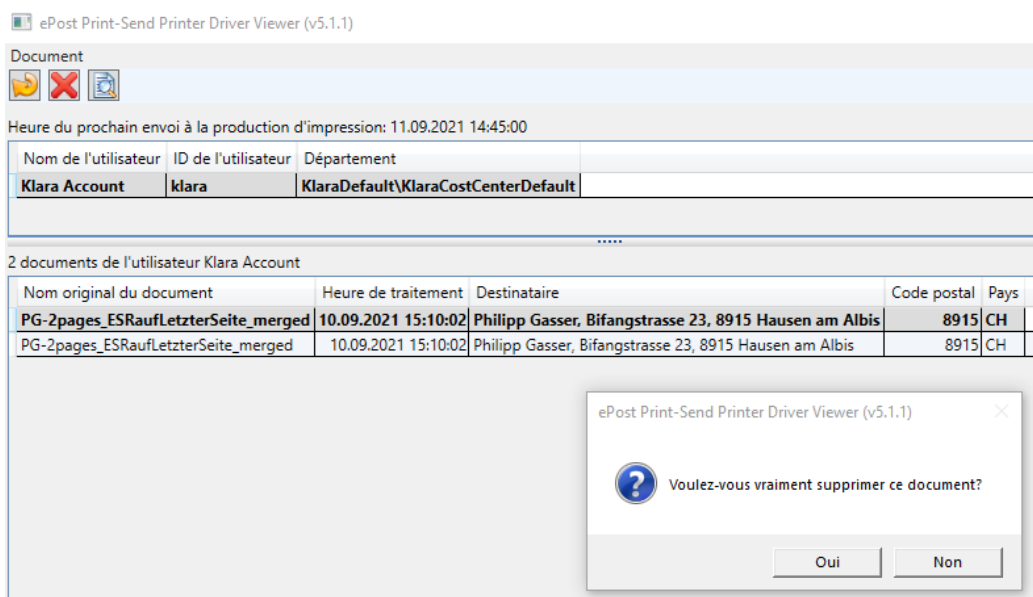 ePost Print-Send Printer Driver Viewer (v5.1.1)
Document
Heure du prochain envoi à la production d'impression: 11.09.2021 14:45:00
Nom de l'utilisateur ID de l'utilisateur Département
Klara Account klara KlaraDefault\KlaraCostCenterDefault
2 documents de l'utilisateur Klara Account
Nom original du document Heure de traitement Destinataire Code postal Pays
PG-2pages_ESRaufLetzterSeite_merged 10.09.2021 15:10:02 Philipp Gasser, Bifangstrasse 23, 8915 Hausen am Albis 8915 CH
PG-2pages_ESRaufLetzterSeite_merged 10.09.2021 15:10:02 Philipp Gasser, Bifangstrasse 23, 8915 Hausen am Albis 8915 CH
ePost Print-Send Printer Driver Viewer (v5.1.1)
Voulez-vous vraiment supprimer ce document?
Oui Non